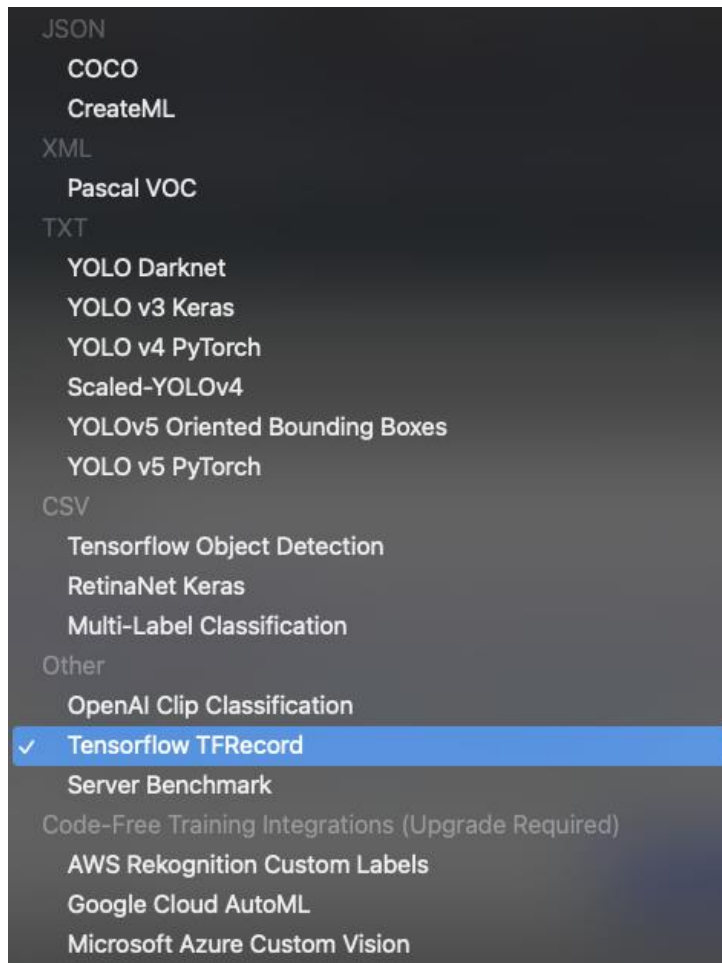 JSON
COCO
CreateML
XML
Pascal VOC
TXT
YOLO Darknet
YOLO v3 Keras
YOLO v4 PyTorch
Scaled-YOLOv4
YOLOv5 Oriented Bounding Boxes
YOLO v5 PyTorch
CSV
Tensorflow Object Detection
RetinaNet Keras
Multi-Label Classification
Other
OpenAI Clip Classification
✓ Tensorflow TFRecord
Server Benchmark
Code-Free Training Integrations (Upgrade Required)
AWS Rekognition Custom Labels
Google Cloud AutoML
Microsoft Azure Custom Vision